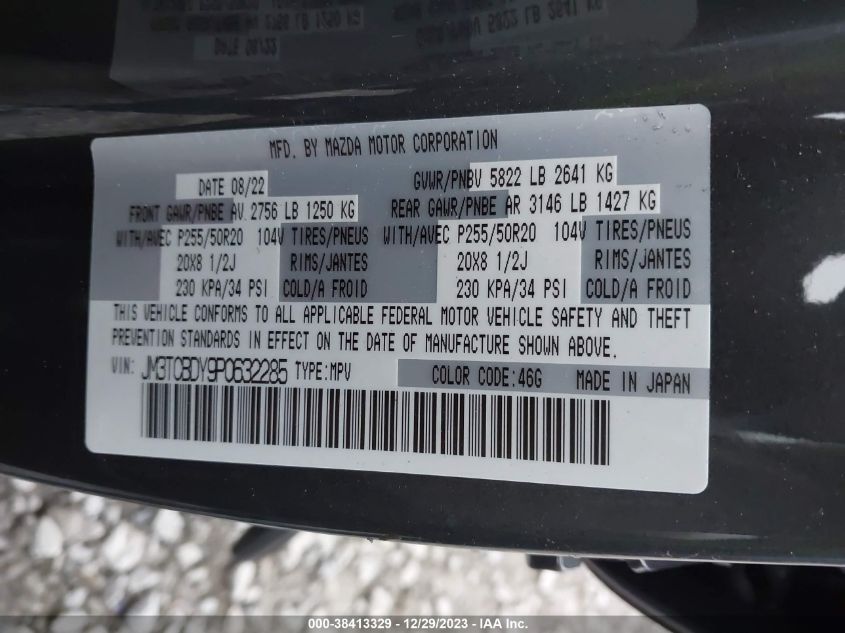 MFD. BY MAZDA MOTOR CORPORATION
DATE 08/22 GVWR/PNBV 5822 LB 2641 KG
FRONT GAWR/PNBE AV. 2756 LB 1250 KG REAR GAWR/PNBE AR 3146 LB 1427 KG
WITH/AVEC P255/50R20 104V TIRES/PNEUS WITH/AVEC P255/50R20 104V TIRES/PNEUS
20X8 1/2J RIMS/JANTES 20X8 1/2J RIMS/JANTES
230 KPA/34 PSI COLD/A FROID 230 KPA/34 PSI COLD/A FROID
THIS VEHICLE CONFORMS TO ALL APPLICABLE FEDERAL MOTOR VEHICLE SAFETY AND THEFT
PREVENTION STANDARDS IN EFFECT ON THE DATE OF MANUFACTURE SHOWN ABOVE.
VIN: JM3TCBDY9P0632285 TYPE:MPV COLOR CODE:46G MADE IN JAPAN
000-38413329 - 12/29/2023 - IAA Inc.